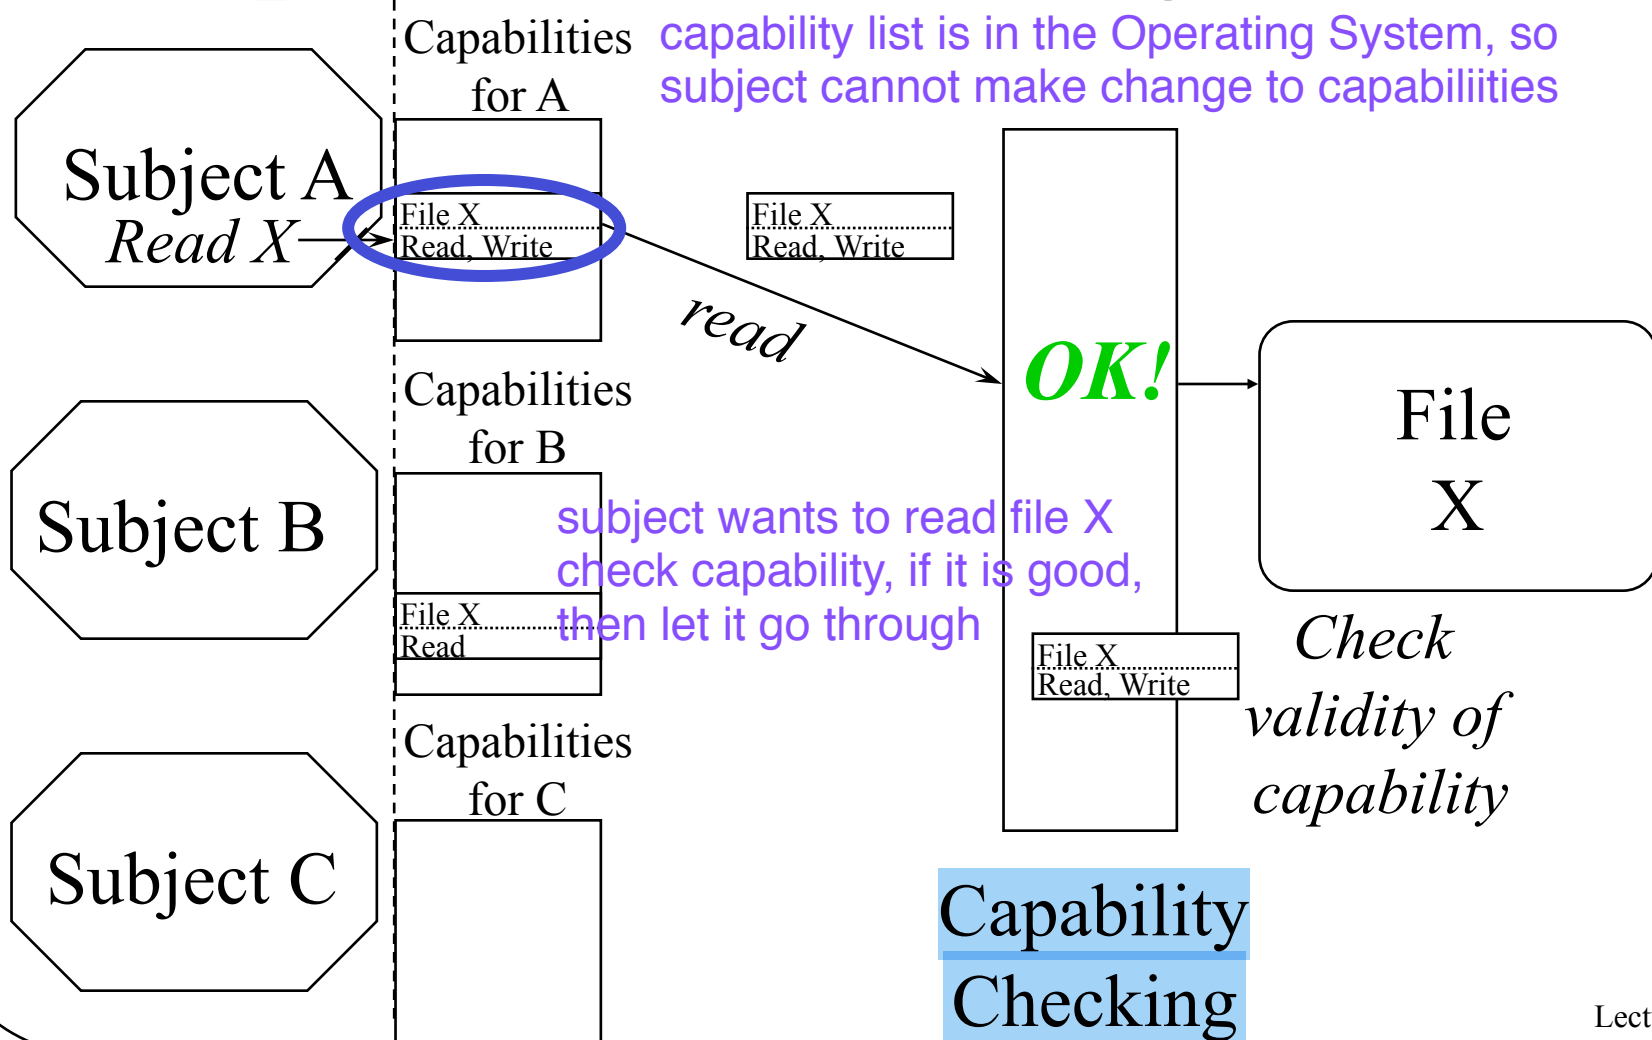 Capabilities
for A
capability list is in the Operating System, so
subject cannot make change to capabiliities
Subject A
Read X
File X
Read, Write
File X
Read, Write
read
OK!
File
X
Capabilities
for B
Subject B
subject wants to read file X
check capability, if it is good,
then let it go through
File X
Read
File X
Read, Write
Check
validity of
capability
Capabilities
for C
Subject C
Capability
Checking
Lect